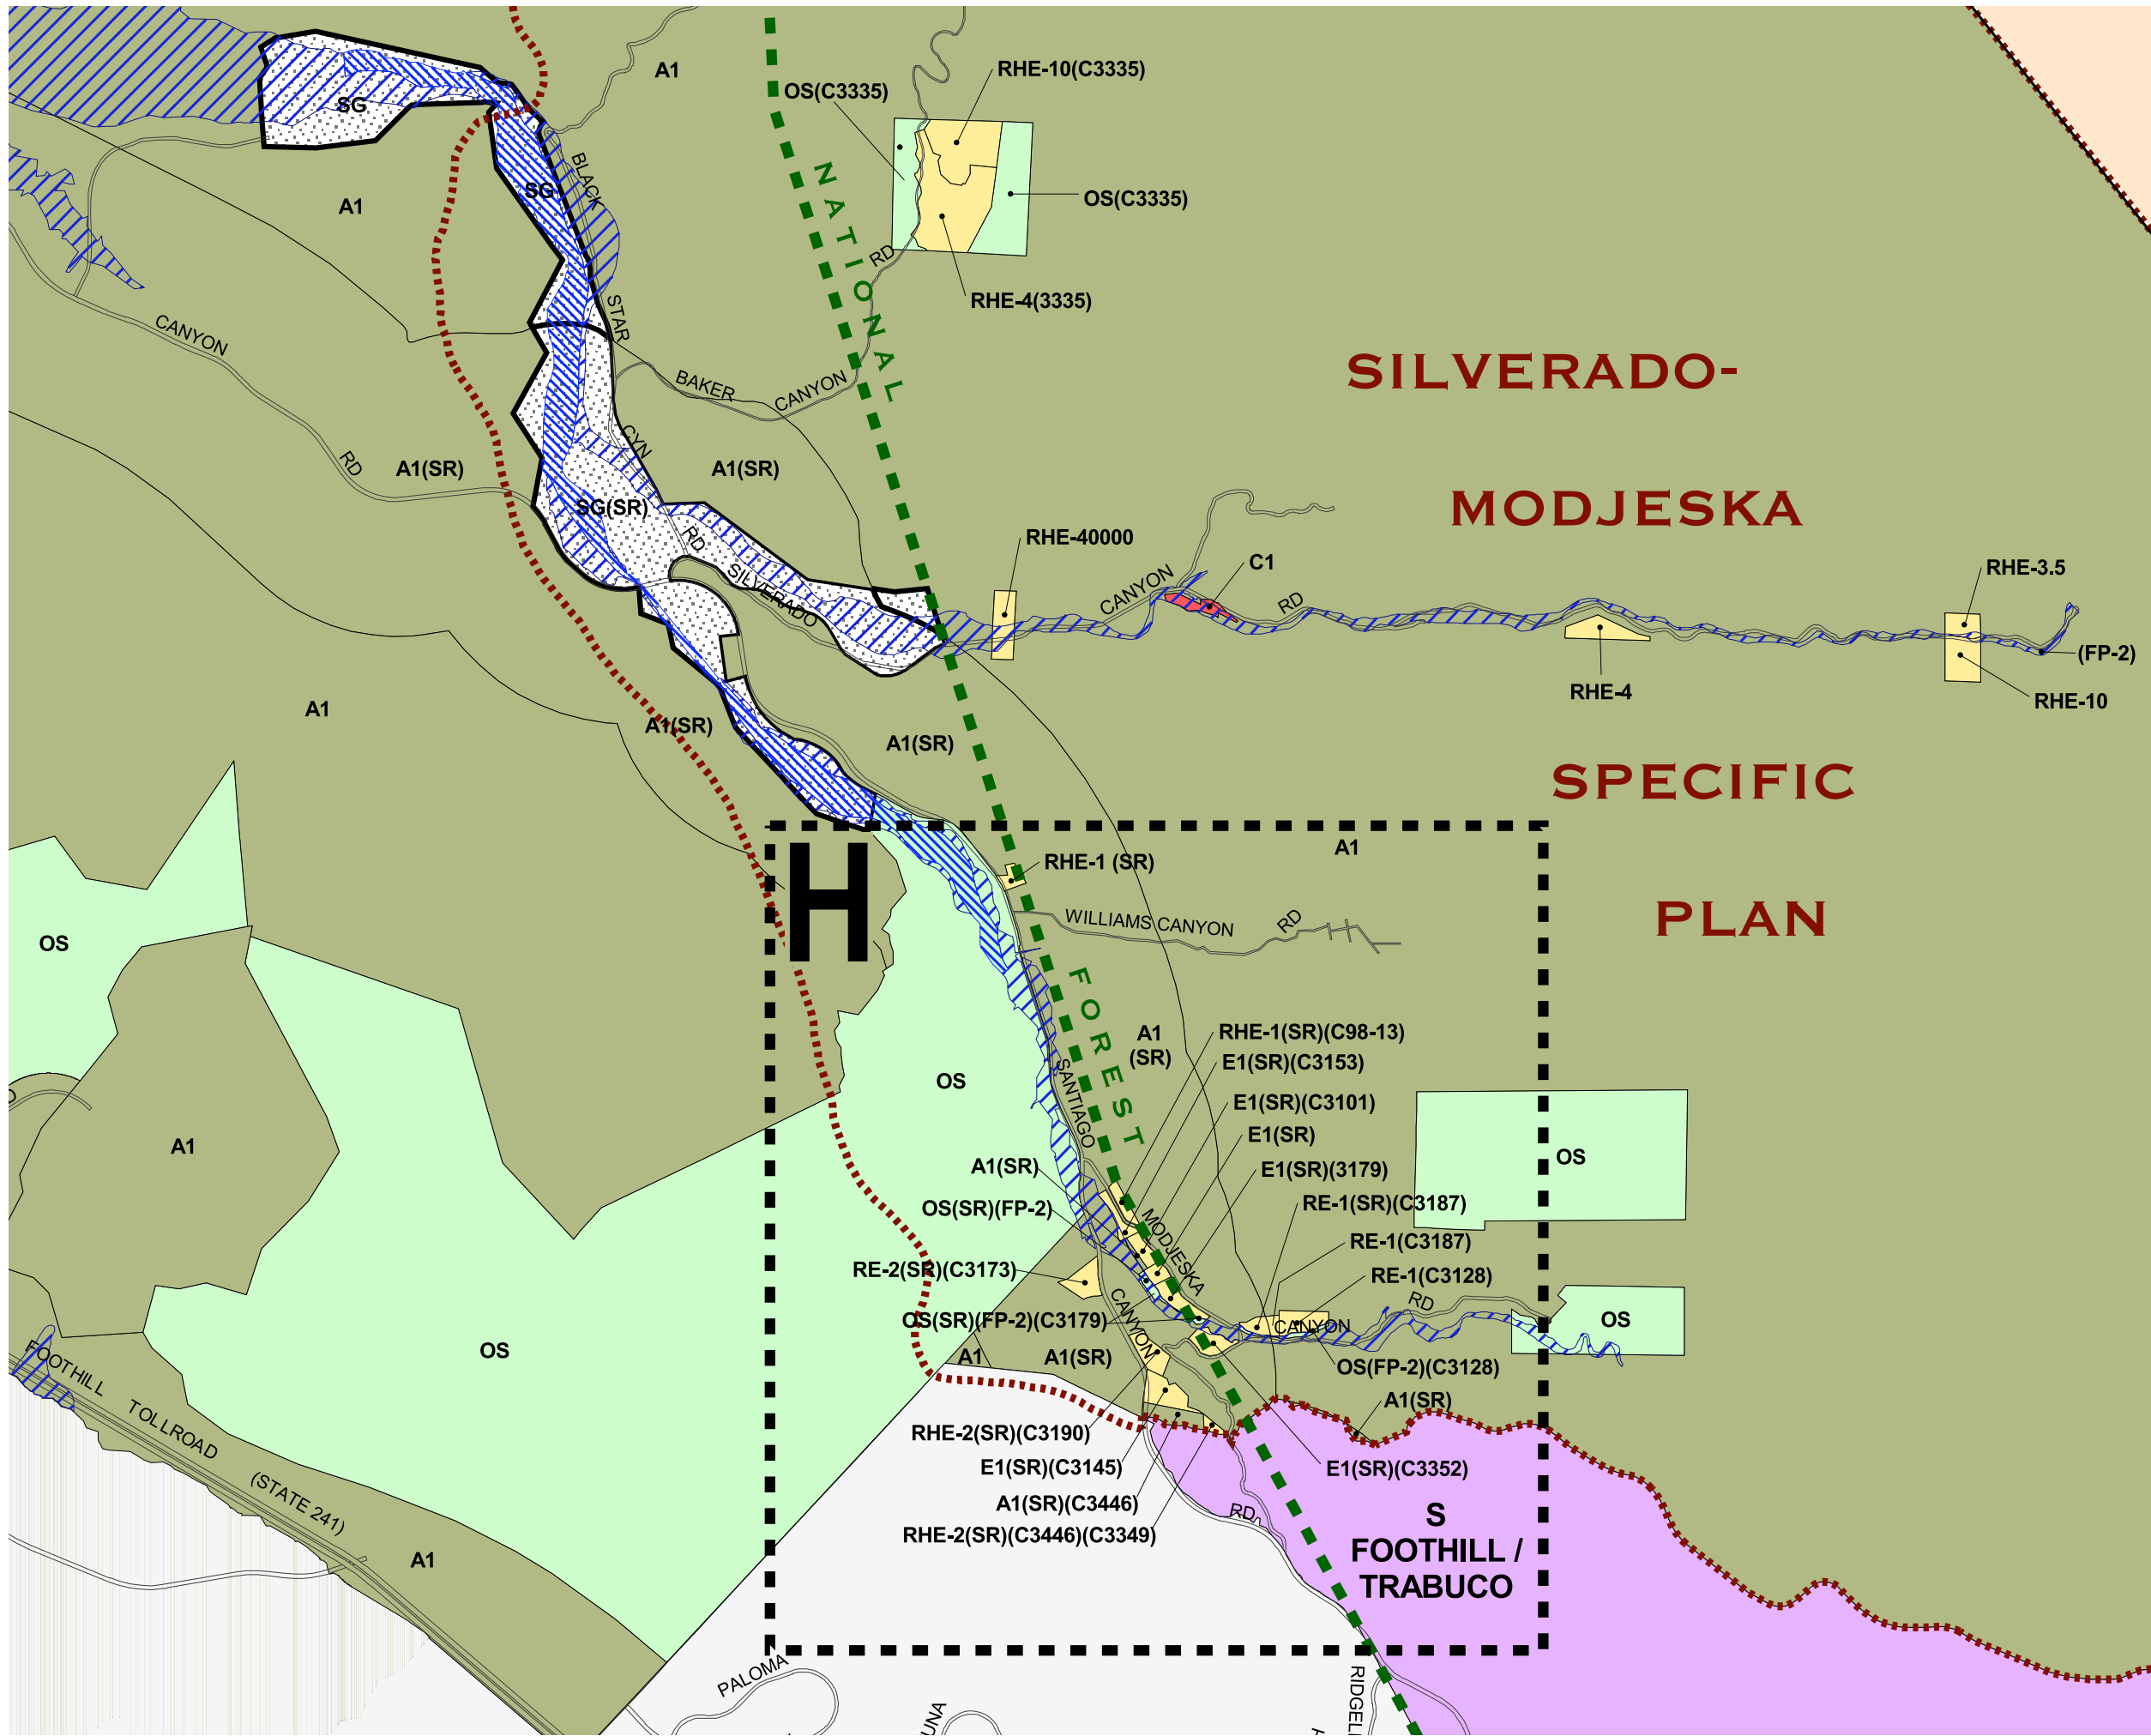 A1
RHE-10(C3335)
OS(C3335)
SG
BLACK
SG
A1
OS(C3335)
NATIONAL
RD
RHE-4(3335)
STAR
CANYON
SILVERADO-
BAKER
CANYON
CYN
RD
A1(SR)
A1(SR)
SG(SR)
MODJESKA
RD
RHE-40000
C1
RHE-3.5
SILVERADO
CANYON
RD
(FP-2)
RHE-4
RHE-10
A1
A1(SR)
A1(SR)
SPECIFIC
A1
H
RHE-1 (SR)
WILLIAMS CANYON
RD
PLAN
OS
FOREST
A1
(SR)
RHE-1(SR)(C98-13)
E1(SR)(C3153)
SANTIAGO
OS
E1(SR)(C3101)
E1(SR)
A1
A1(SR)
E1(SR)(3179)
OS
OS(SR)(FP-2)
RE-1(SR)(C3187)
MODJESKA
RE-1(C3187)
RE-2(SR)(C3173)
RE-1(C3128)
RD
CANYON
OS(SR)(FP-2)(C3179)
CANYON
OS
OS
A1
A1(SR)
OS(FP-2)(C3128)
FOOTHILL
TOLLROAD
(STATE 241)
A1(SR)
RHE-2(SR)(C3190)
E1(SR)(C3145)
E1(SR)(C3352)
A1(SR)(C3446)
RHE-2(SR)(C3446)(C3349)
RD
S
FOOTHILL /
TRABUCO
A1
PALOMA